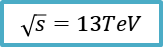 √s = 13TeV